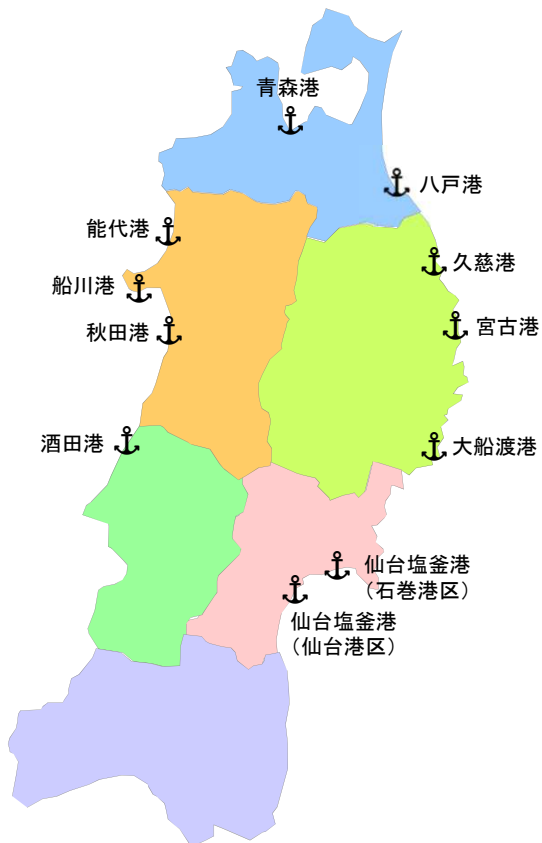 青森港
八戸港
能代港
久慈港
船川港
宮古港
秋田港
酒田港
大船渡港
仙台塩釜港
（石巻港区）
仙台塩釜港
（仙台港区）